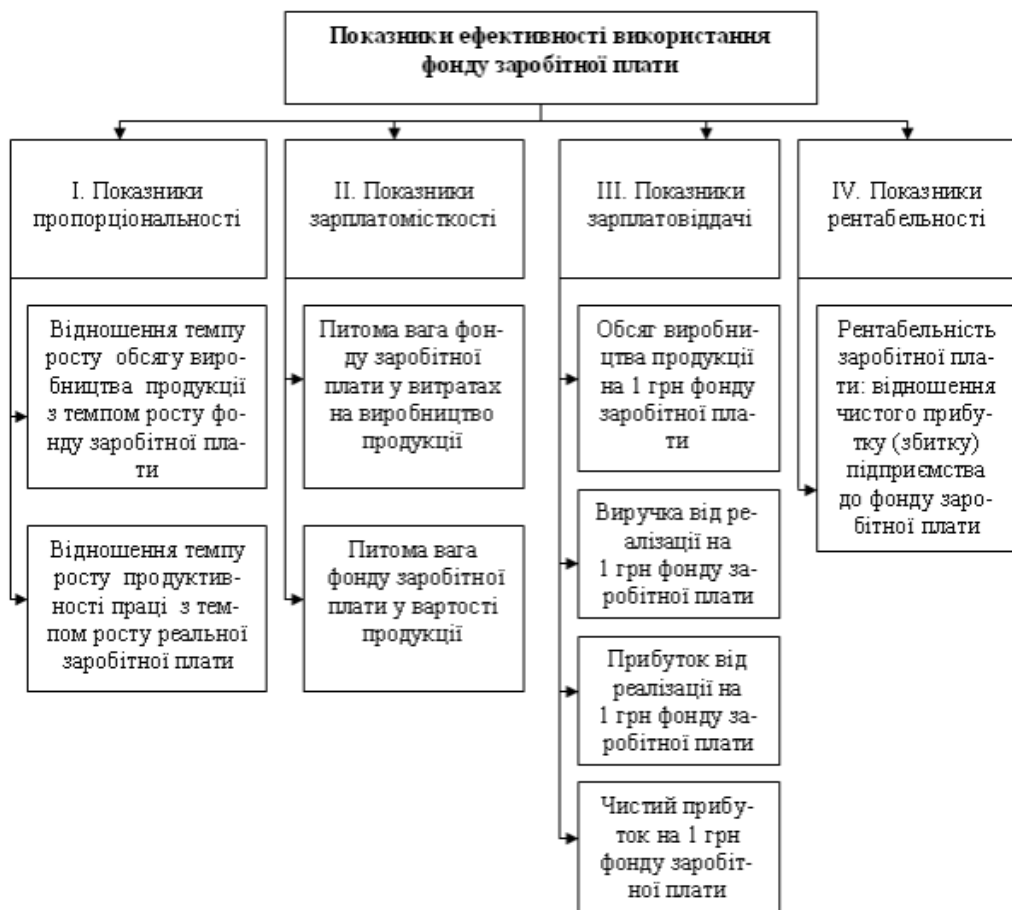 Показники ефективності використання
фонду заробітної плати
I. Показники
пропорціональності
II. Показники
зарплатомісткості
III. Показники
зарплатовіддачі
IV. Показники
рентабельності
Відношення темпу
росту обсягу виро-
бництва продукції
з темпом росту фо-
нду заробітної пла-
ти
Відношення темпу
росту продуктив-
ності праці з тем-
пом росту реальної
заробітної плати
Питома вага фон-
ду заробітної
плати у витратах
на виробництво
продукції
Питома вага
фонду заробітної
плати у вартості
продукції
Обсяг виробни-
цтва продукції
на 1 грн фонду
заробітної пла-
ти
Виручка від ре-
алізації на
1 грн фонду за-
робітної плати
Прибуток від
реалізації на
1 грн фонду за-
робітної плати
Чистий прибу-
ток на 1 грн
фонду заробіт-
ної плати
Рентабельність
заробітної пла-
ти: відношення
чистого прибу-
тку (збитку)
підприємства
до фонду заро-
бітної плати